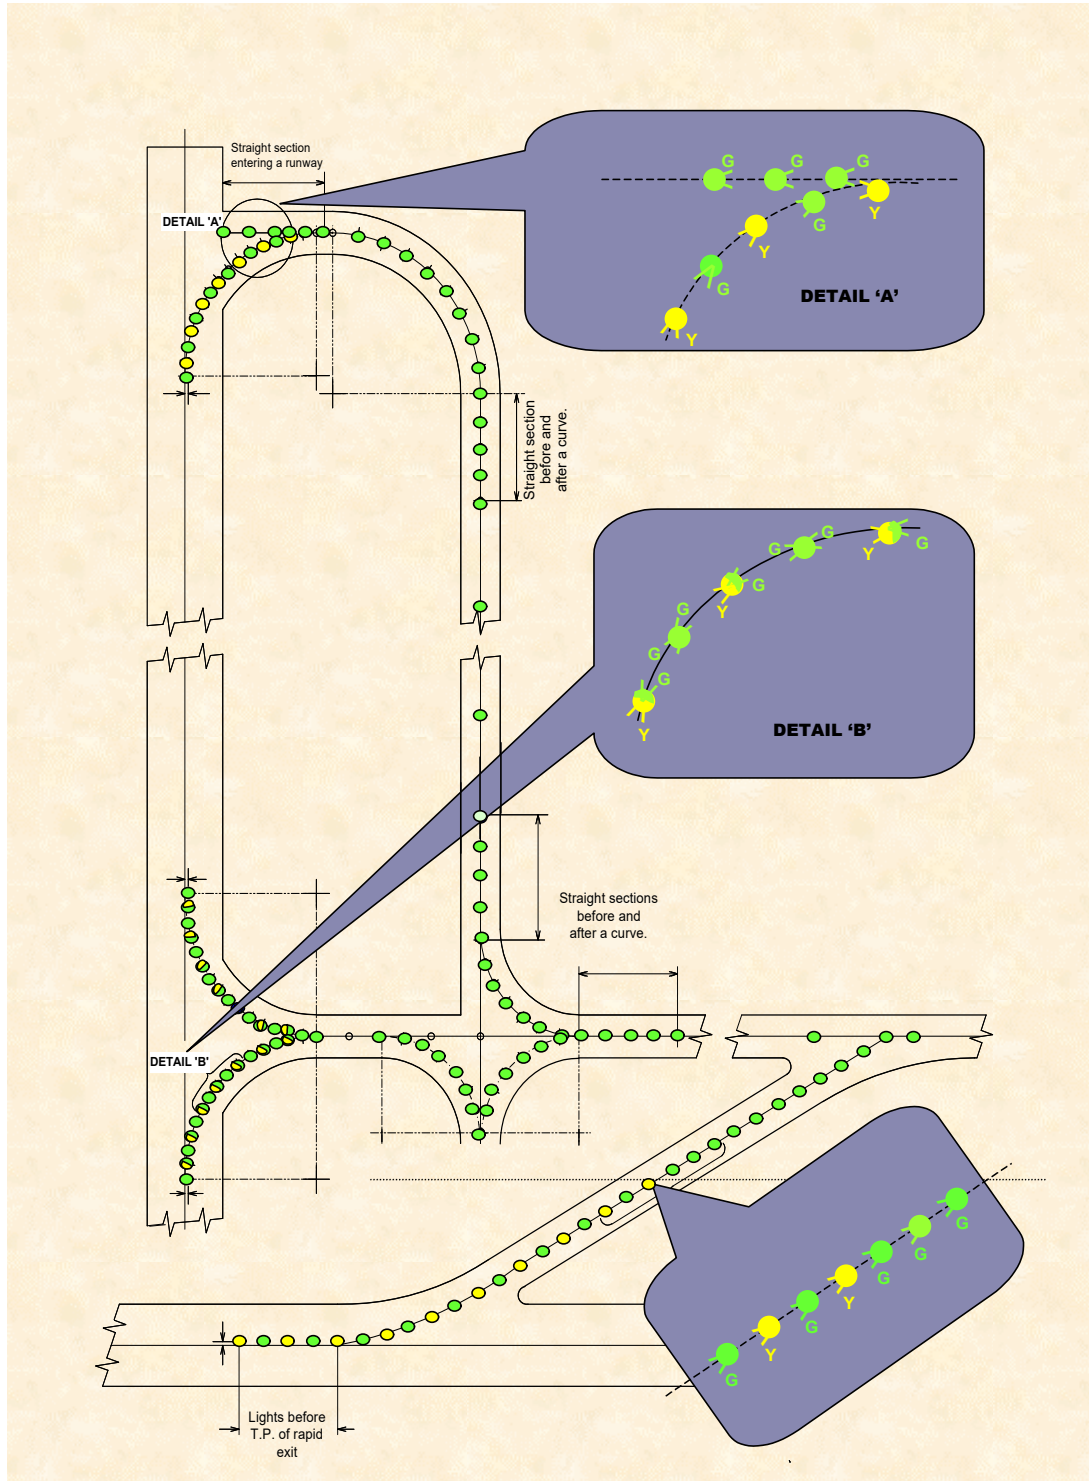 Straight section
entering a runway
DETAIL 'A'
G
G
G
Y
G
Y
G
Y
DETAIL ‘A’
Straight section
before and
after a curve.
G
G
G
Y
G
Y
G
G
G
Y
DETAIL ‘B’
Straight sections
before and
after a curve.
DETAIL 'B'
G
G
G
Y
G
Y
G
Lights before
T.P. of rapid
exit